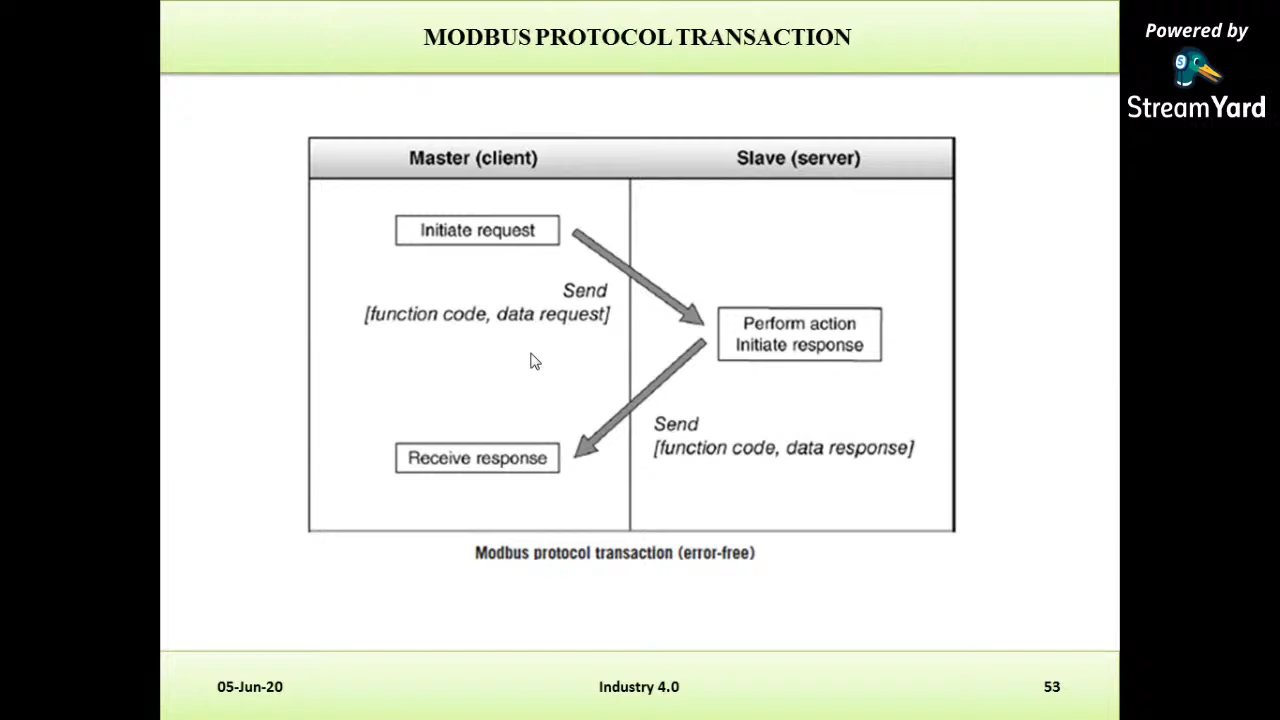 MODBUS PROTOCOL TRANSACTION
Powered by
StreamYard
Master (client)
Slave (server)
Initiate request
Send
[function code, data request]
Perform action
Initiate response
Send
[function code, data response]
Receive response
Modbus protocol transaction (error-free)
05-Jun-20
Industry 4.0
53